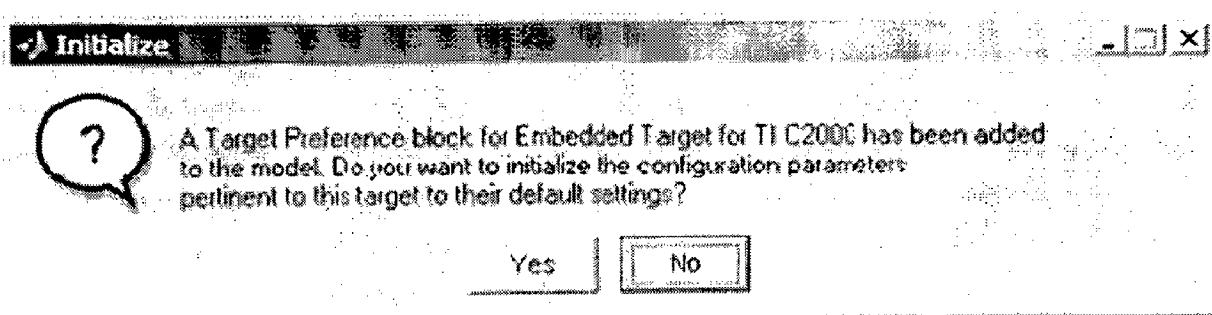 Initialize
?
A Target Preference block for Embedded Target for TI C2000 has been added
to the model. Do you want to initialize the configuration parameters
pertinent to this target to their default settings?
Yes
No